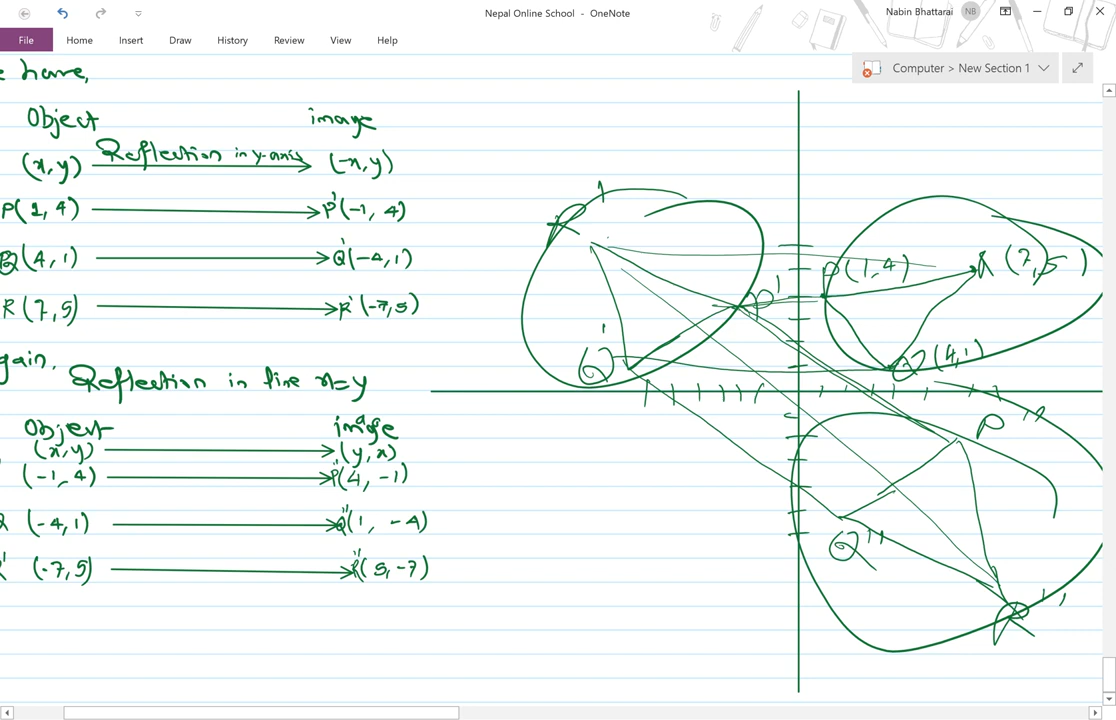 Nepal Online School - OneNote
Nabin Bhattarai NB
File Home Insert Draw History Review View Help
Computer > New Section 1
e have,
Object image
(x,y) Reflection in y-axis (-x,y)
P(1,4) P'(-1,4)
Q(4,1) Q'(-4,1)
R(7,5) R'(-7,5)
gain, Reflection in line x=y
Object image
(x,y) (y,x)
(-1,4) P''(4,-1)
(-4,1) Q''(1,-4)
(-7,5) R''(5,-7)
R'
P(1,4) R(7,5)
P'
Q' Q(4,1)
P''
Q''
R''